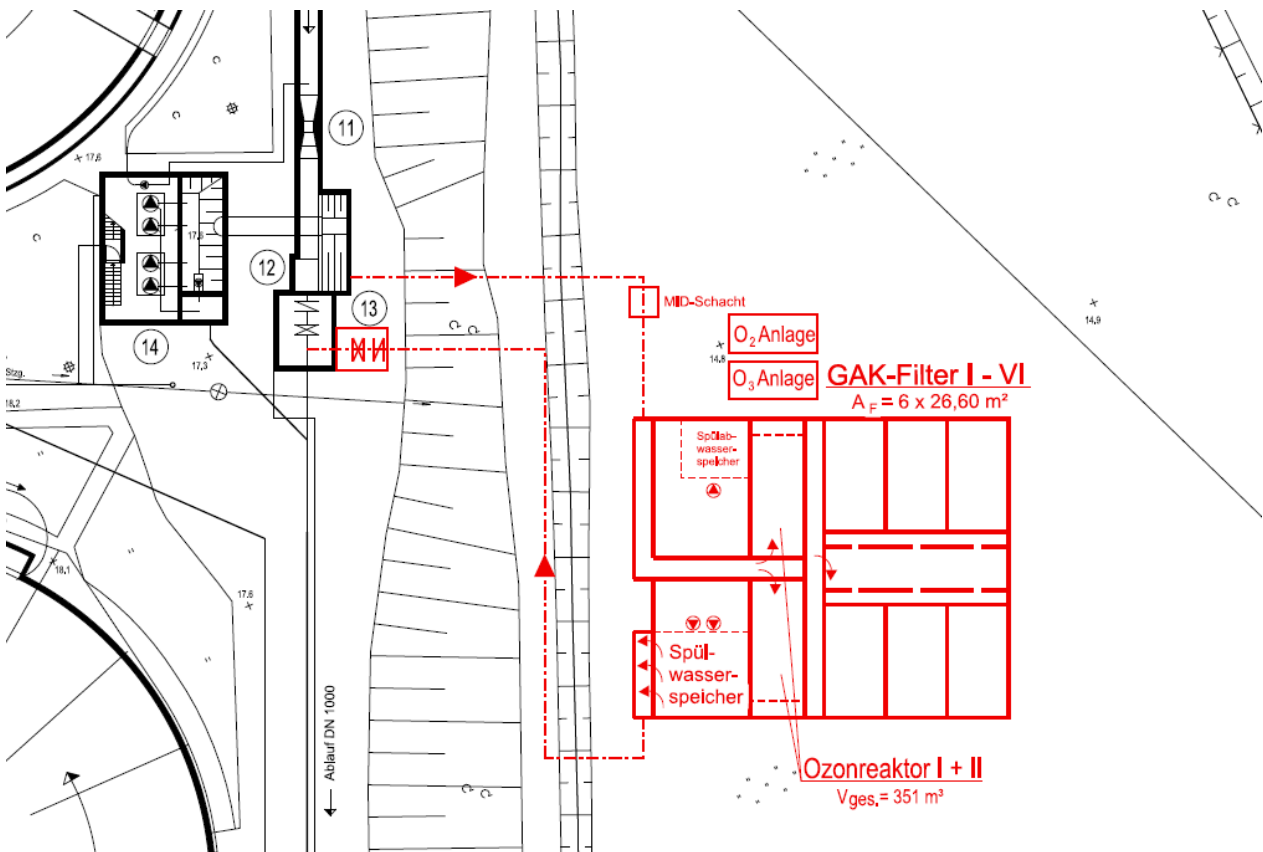 11
17,6
17,6
12
13
14
MID-Schacht
O₂ Anlage
O₃ Anlage
14,9
14,8
17,3
Stzg.
18,2
GAK-Filter I - VI
A F = 6 x 26,60 m²
Spülab-
wasser-
speicher
18,1
17,6
Spül-
wasser-
speicher
Ablauf DN 1000
Ozonreaktor I + II
Vges.= 351 m³